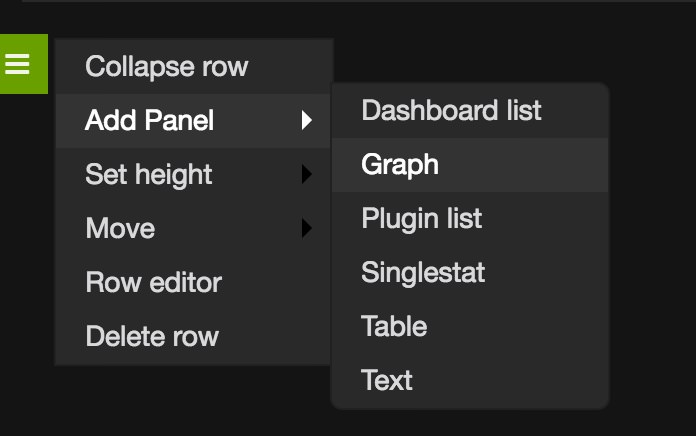 Collapse row
Add Panel
Set height
Move
Row editor
Delete row
Dashboard list
Graph
Plugin list
Singlestat
Table
Text